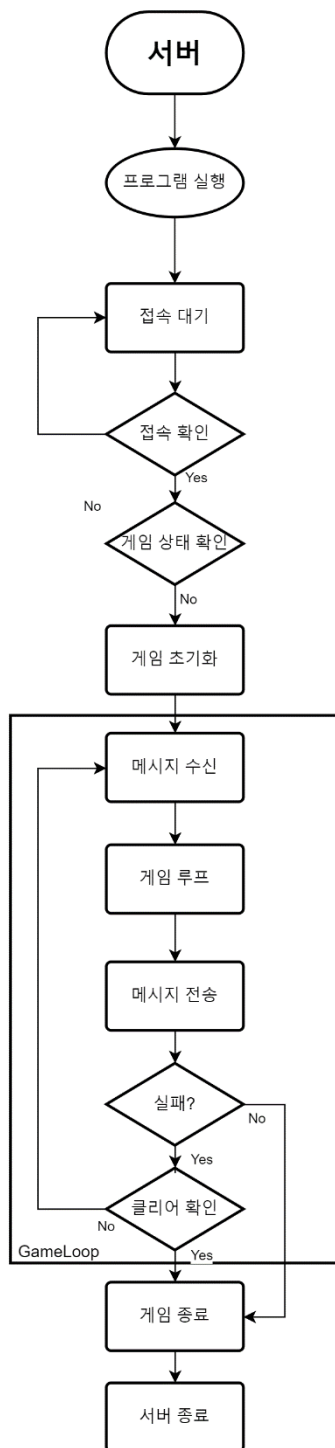 서버
프로그램 실행
접속 대기
접속 확인
Yes
No
게임 상태 확인
No
게임 초기화
메시지 수신
게임 루프
메시지 전송
실패?
No
Yes
클리어 확인
No
Yes
GameLoop
게임 종료
서버 종료